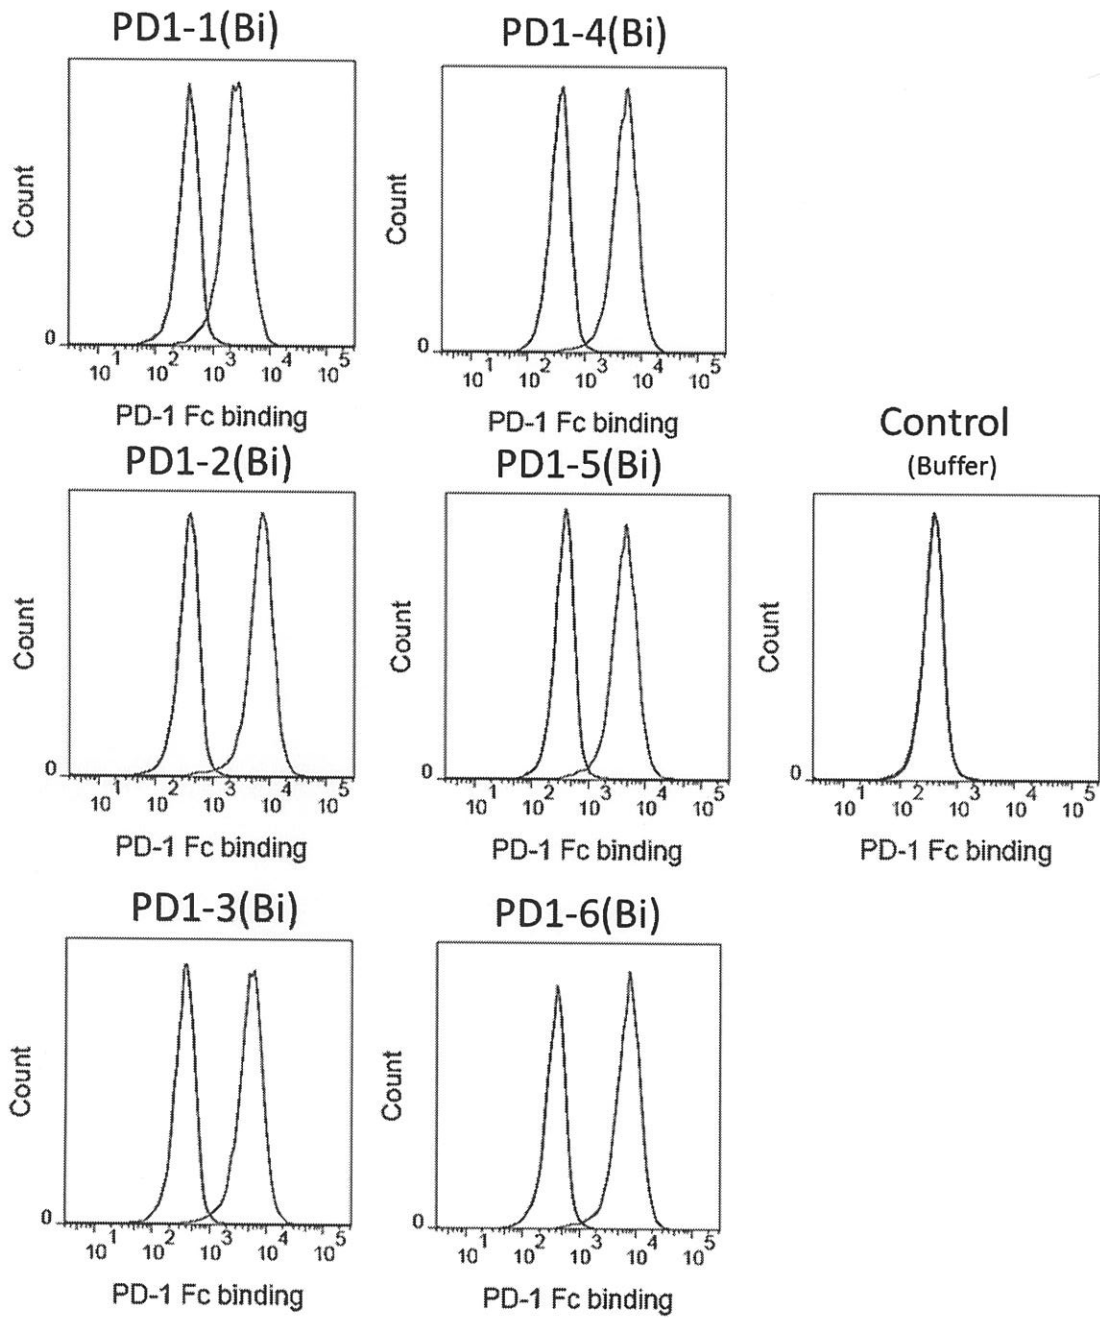 PD1-1(Bi)
Count
0
10^1 10^2 10^3 10^4 10^5
PD-1 Fc binding
PD1-4(Bi)
Count
0
10^1 10^2 10^3 10^4 10^5
PD-1 Fc binding
PD1-2(Bi)
Count
0
10^1 10^2 10^3 10^4 10^5
PD-1 Fc binding
PD1-5(Bi)
Count
0
10^1 10^2 10^3 10^4 10^5
PD-1 Fc binding
Control
(Buffer)
Count
0
10^1 10^2 10^3 10^4 10^5
PD-1 Fc binding
PD1-3(Bi)
Count
0
10^1 10^2 10^3 10^4 10^5
PD-1 Fc binding
PD1-6(Bi)
Count
0
10^1 10^2 10^3 10^4 10^5
PD-1 Fc binding